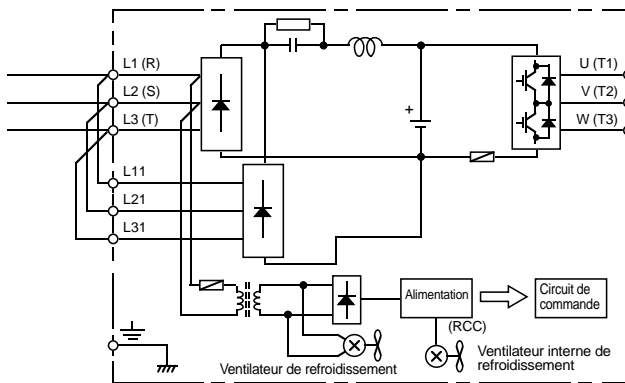 L1 (R)
L2 (S)
L3 (T)
U (T1)
V (T2)
W (T3)
+
L11
L21
L31
Alimentation
(RCC)
Circuit de
commande
Ventilateur de refroidissement
Ventilateur interne de
refroidissement